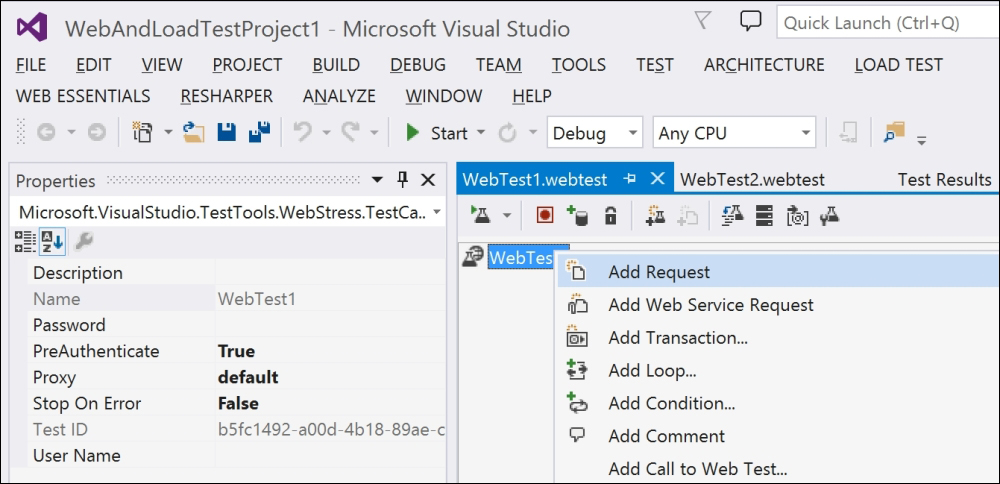 WebAndLoadTestProject1 - Microsoft Visual Studio
Quick Launch (Ctrl+Q)
FILE EDIT VIEW PROJECT BUILD DEBUG TEAM TOOLS TEST ARCHITECTURE LOAD TEST
WEB ESSENTIALS RESHARPER ANALYZE WINDOW HELP
Start Debug Any CPU
Properties
Microsoft.VisualStudio.TestTools.WebStress.TestCa..
Description
Name WebTest1
Password
PreAuthenticate True
Proxy default
Stop On Error False
Test ID b5fc1492-a00d-4b18-89ae-c
User Name
WebTest1.webtest WebTest2.webtest Test Results
WebTes
Add Request
Add Web Service Request
Add Transaction...
Add Loop...
Add Condition...
Add Comment
Add Call to Web Test...